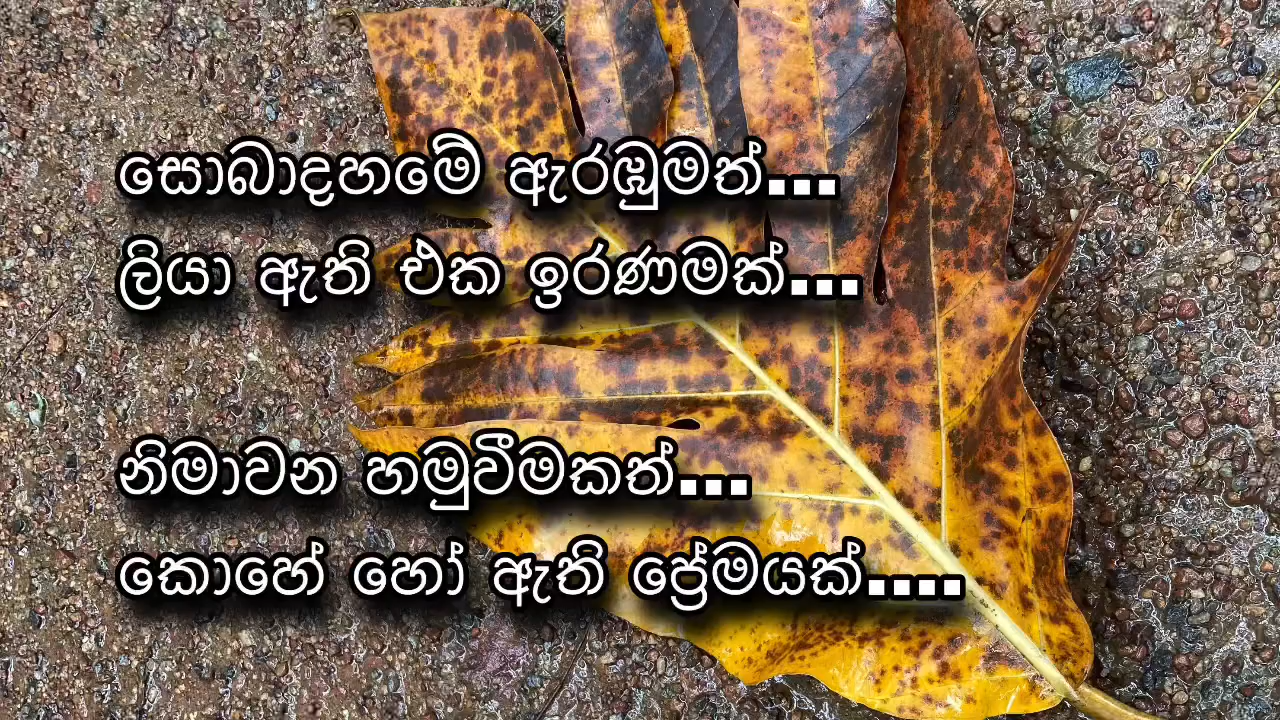 සොබාදහමේ ඇරඹුමත්...
ලියා ඇති එක ඉරණමක්...
නිමාවන හමුවීමකත්...
කොහේ හෝ ඇති ප්‍රේමයක්....